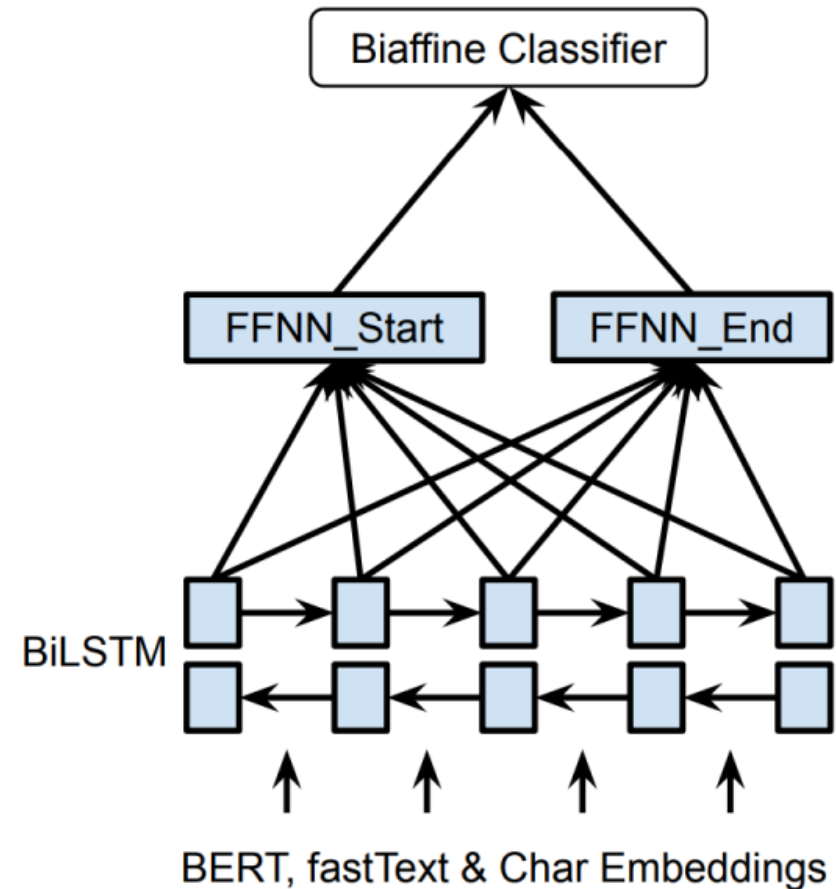 Biaffine Classifier
FFNN_Start FFNN_End
BiLSTM
BERT, fastText & Char Embeddings